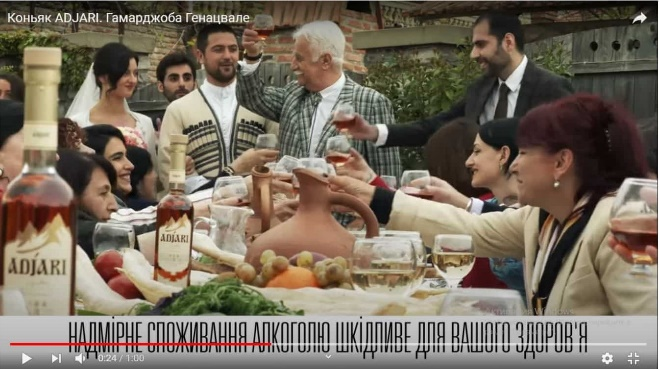 Коньяк ADJARI. Гамарджоба Генацвале
ADJARI
ADJARI
НАДМІРНЕ СПОЖИВАННЯ АЛКОГОЛЮ ШКІДЛИВЕ ДЛЯ ВАШОГО ЗДОРОВ'Я
0:24 / 1:00